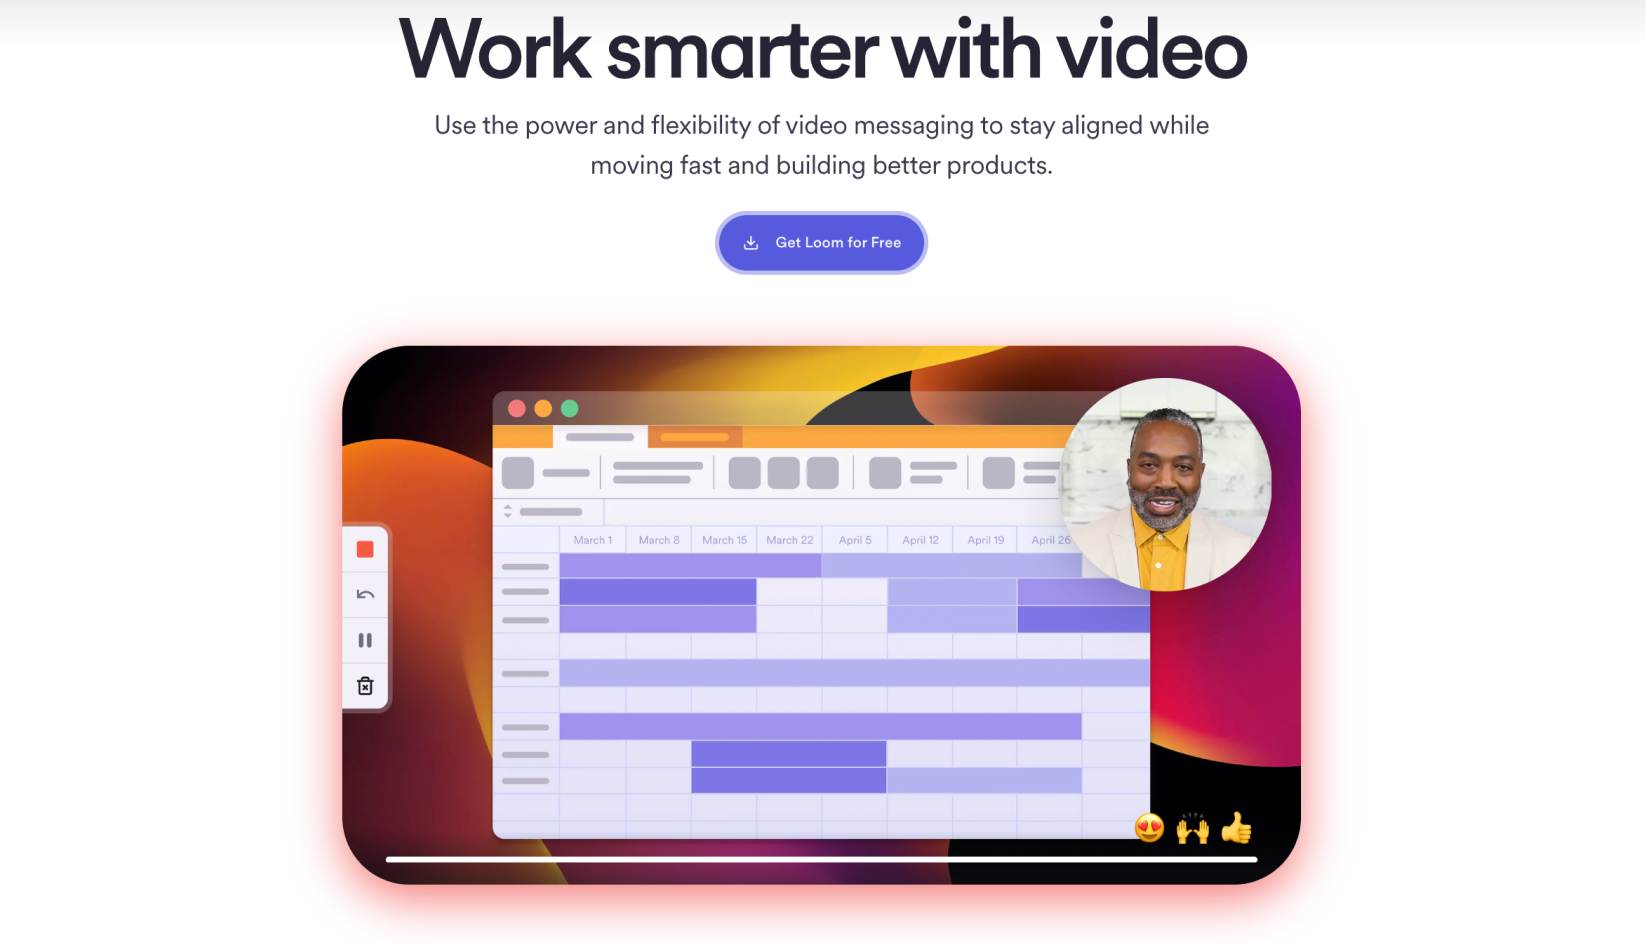 Work smarter with video
Use the power and flexibility of video messaging to stay aligned while
moving fast and building better products.
Get Loom for Free
March 1 March 8 March 15 March 22 April 5 April 12 April 19 April 26